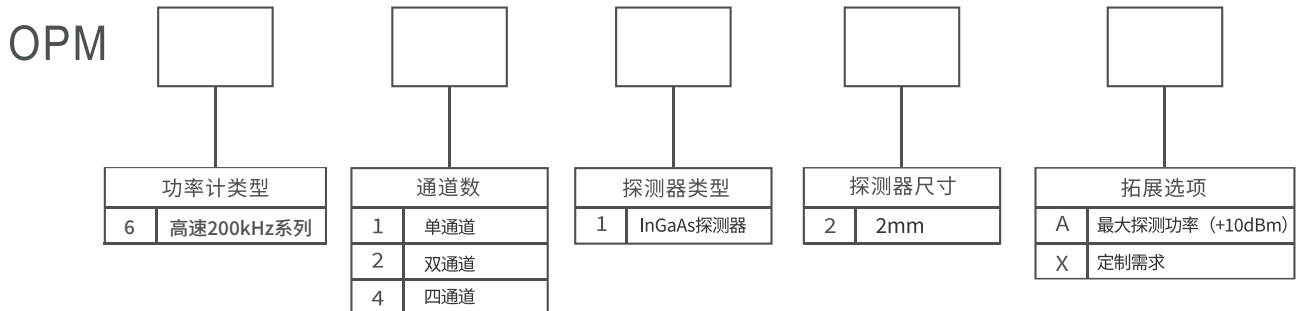 OPM
功率计类型
6 高速200kHz系列
通道数
1 单通道
2 双通道
4 四通道
探测器类型
1 InGaAs探测器
探测器尺寸
2 2mm
拓展选项
A 最大探测功率（+10dBm）
X 定制需求